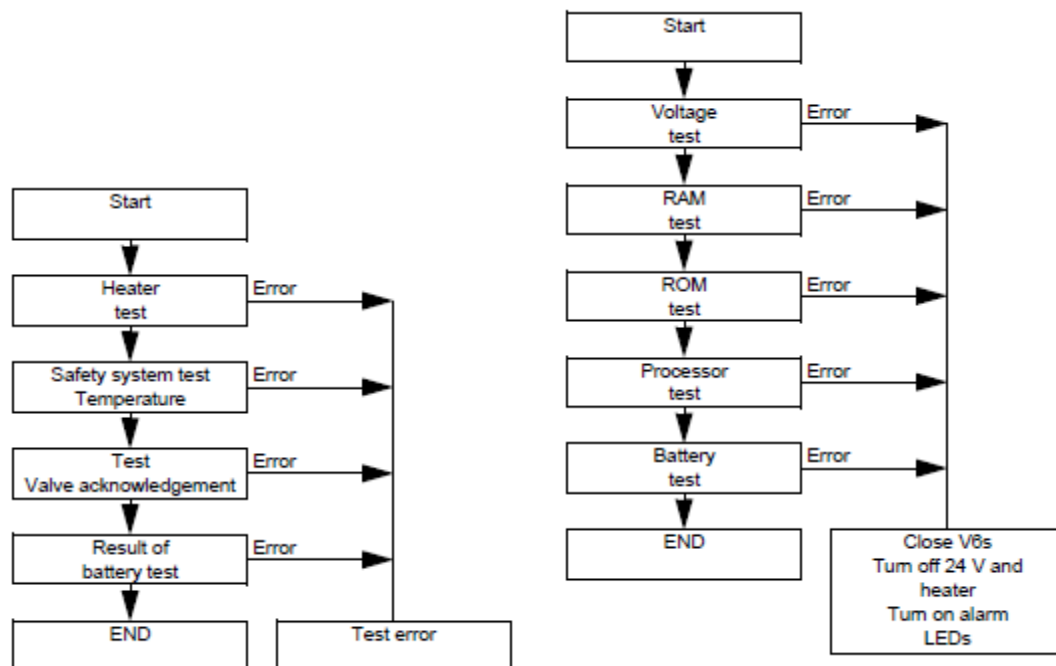 Start
Heater
test
Error
Safety system test
Temperature
Error
Test
Valve acknowledgement
Error
Result of
battery test
Error
END
Test error
Start
Voltage
test
Error
RAM
test
Error
ROM
test
Error
Processor
test
Error
Battery
test
Error
END
Close V6s
Turn off 24 V and
heater
Turn on alarm
LEDs